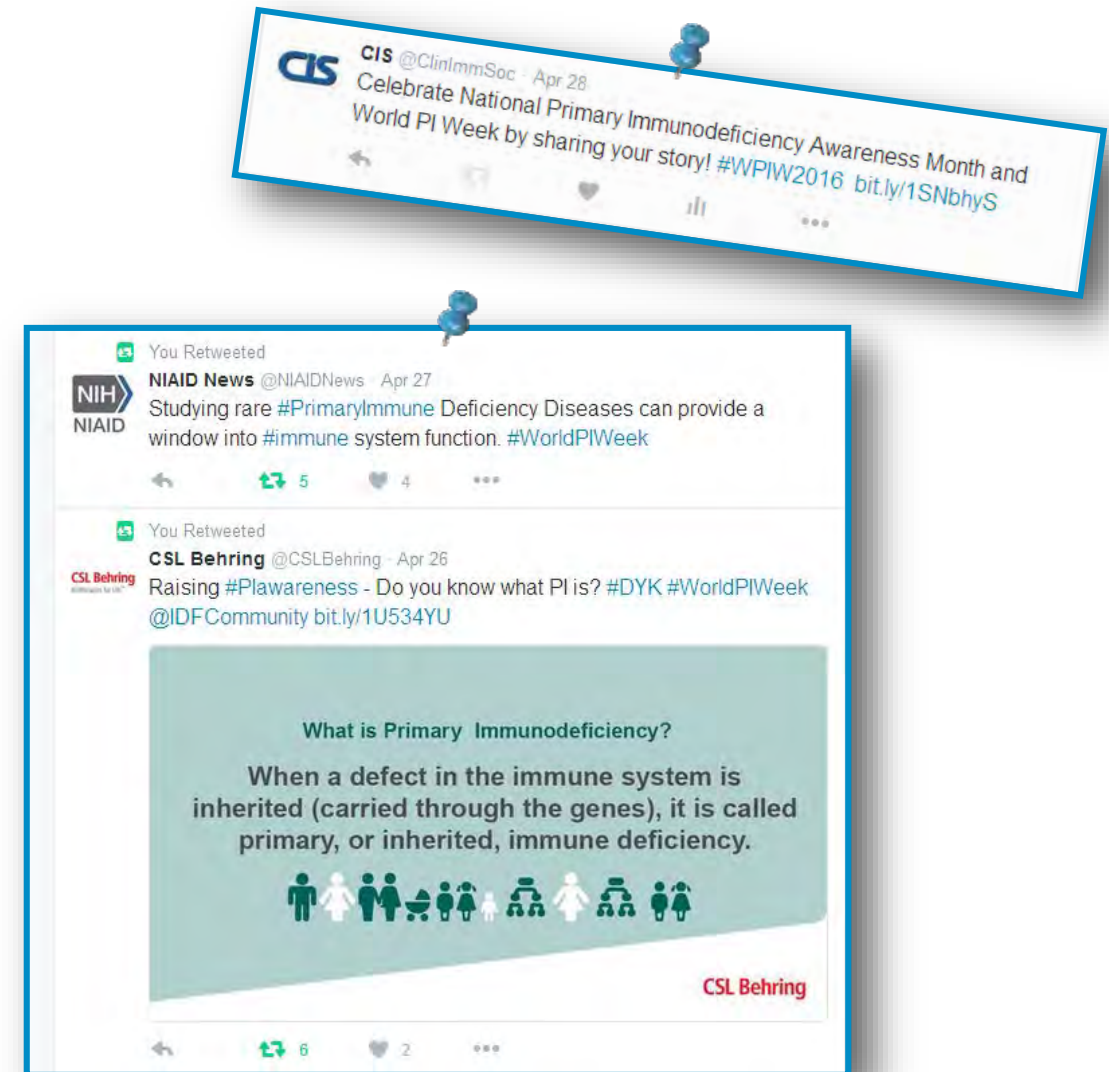 CIS
CIS @ClinImmSoc · Apr 28
Celebrate National Primary Immunodeficiency Awareness Month and
World PI Week by sharing your story! #WPIW2016 bit.ly/1SNbhyS
You Retweeted
NIH
NIAID
NIAID News @NIAIDNews · Apr 27
Studying rare #PrimaryImmune Deficiency Diseases can provide a
window into #immune system function. #WorldPIWeek
5 4
You Retweeted
CSL Behring
CSL Behring @CSLBehring · Apr 26
Raising #PIawareness - Do you know what PI is? #DYK #WorldPIWeek
@IDFCommunity bit.ly/1U534YU
What is Primary Immunodeficiency?
When a defect in the immune system is
inherited (carried through the genes), it is called
primary, or inherited, immune deficiency.
CSL Behring
6 2